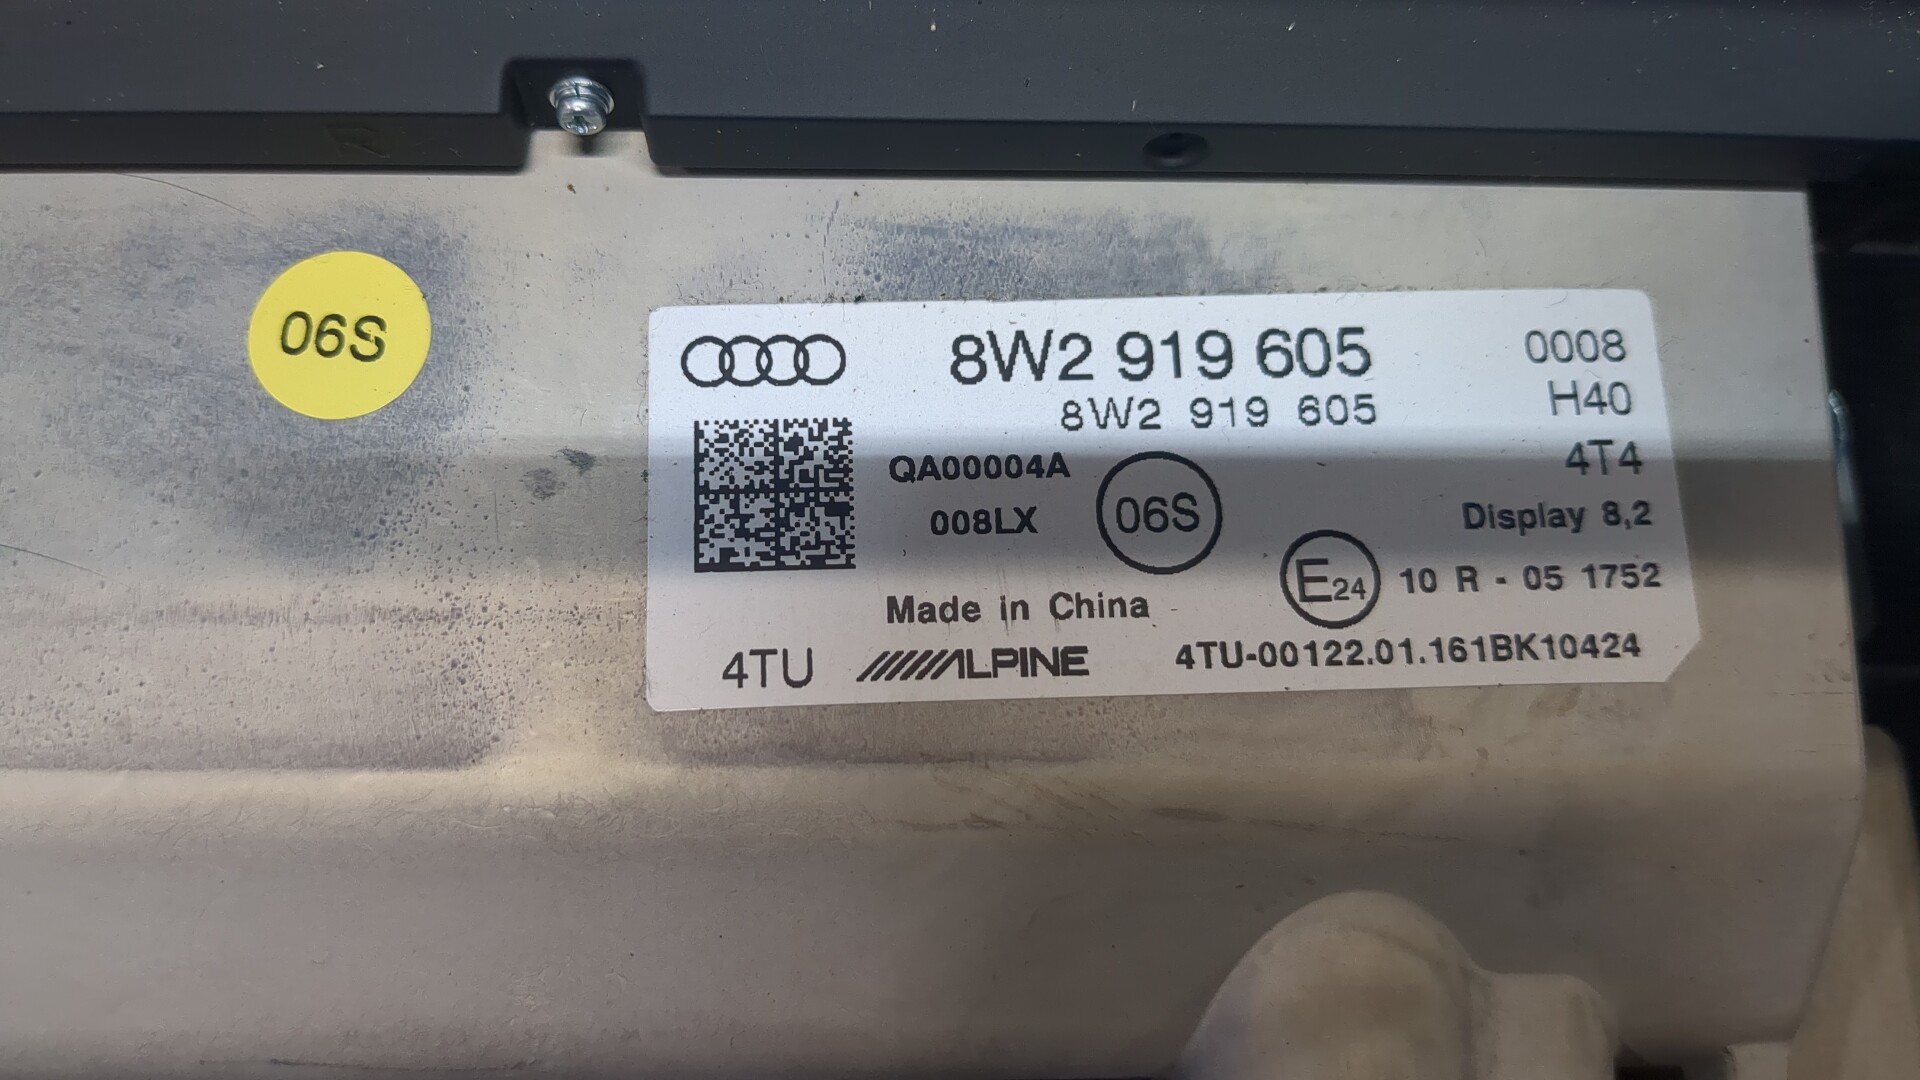 06S
8W2 919 605
0008
8W2 919 605
H40
QA00004A
4T4
008LX
06S
Display 8,2
E24
10 R - 05 1752
Made in China
4TU
ALPINE
4TU-00122.01.161BK10424